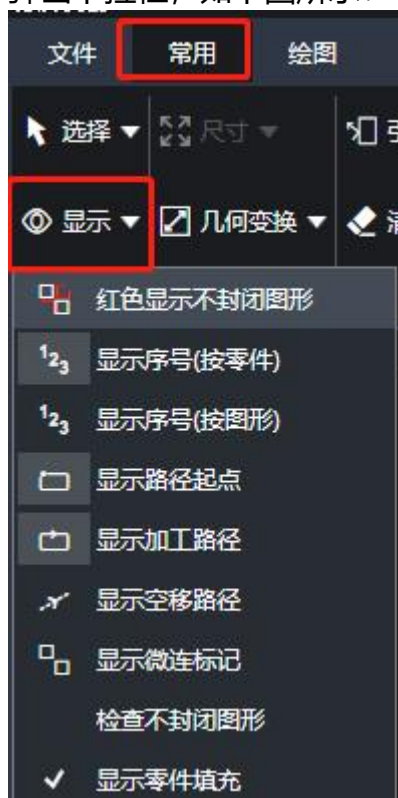 文件 常用 绘图
选择 尺寸
显示 几何变换
红色显示不封闭图形
123 显示序号(按零件)
123 显示序号(按图形)
显示路径起点
显示加工路径
显示空移路径
显示微连标记
检查不封闭图形
显示零件填充